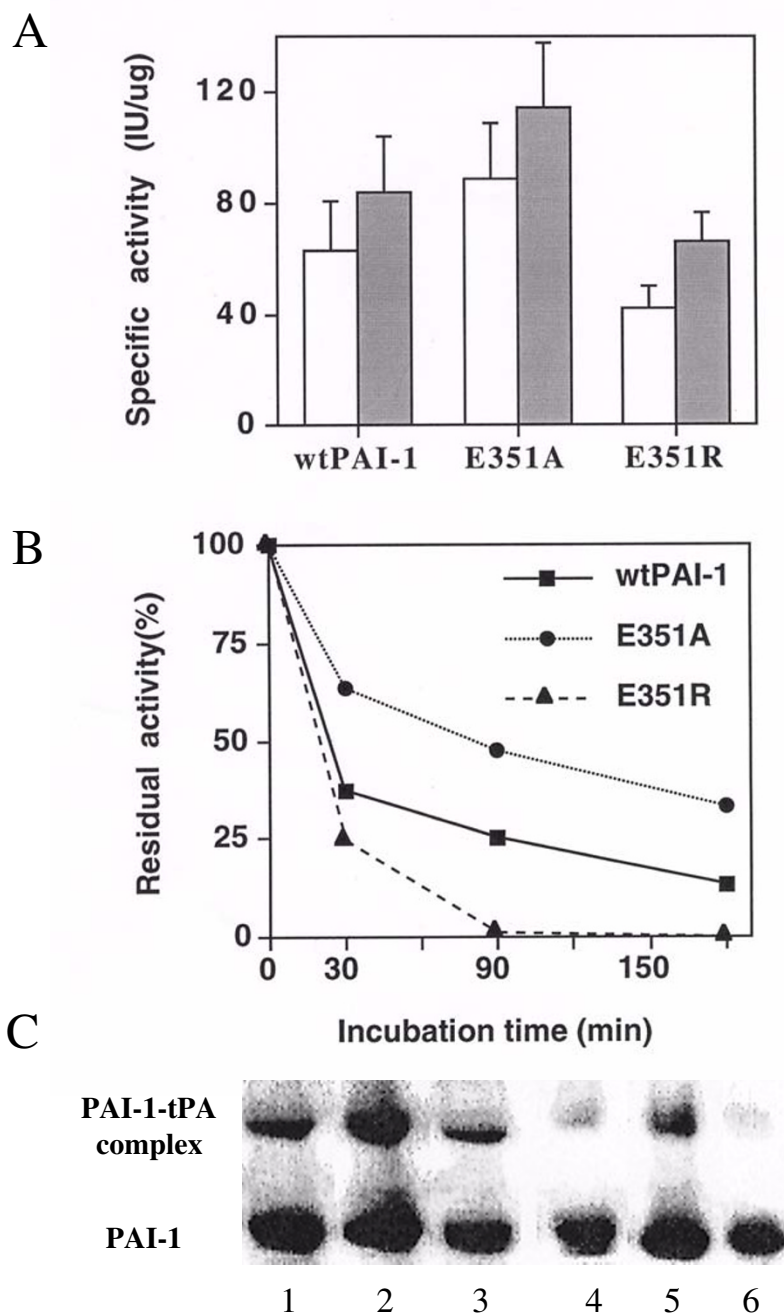 A
Specific activity (IU/ug)
120
80
40
0
wtPAI-1 E351A E351R
B
Residual activity(%)
100
75
50
25
0
wtPAI-1
E351A
E351R
0 30 90 150
Incubation time (min)
C
PAI-1-tPA
complex
PAI-1
1 2 3 4 5 6